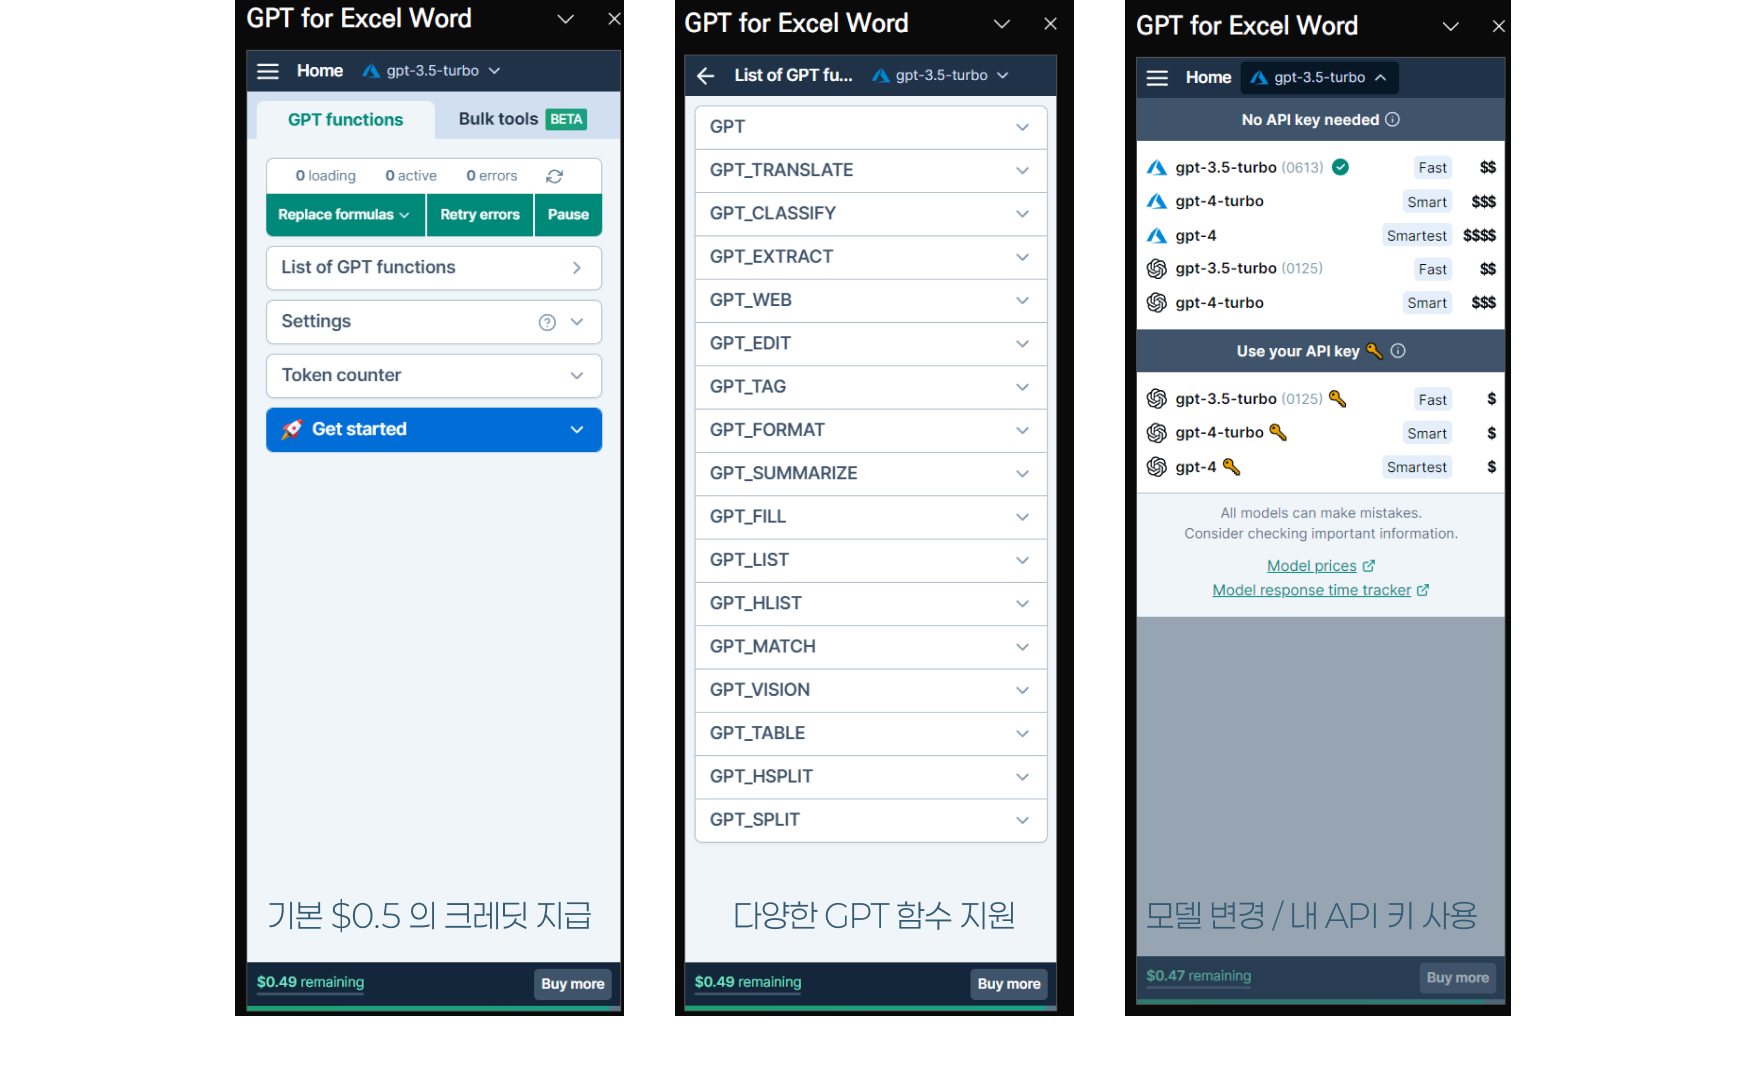 GPT for Excel Word
Home gpt-3.5-turbo
GPT functions Bulk tools BETA
0 loading 0 active 0 errors
Replace formulas Retry errors Pause
List of GPT functions
Settings
Token counter
Get started
기본 $0.5 의 크레딧 지급
$0.49 remaining Buy more
GPT for Excel Word
List of GPT fu... gpt-3.5-turbo
GPT
GPT_TRANSLATE
GPT_CLASSIFY
GPT_EXTRACT
GPT_WEB
GPT_EDIT
GPT_TAG
GPT_FORMAT
GPT_SUMMARIZE
GPT_FILL
GPT_LIST
GPT_HLIST
GPT_MATCH
GPT_VISION
GPT_TABLE
GPT_HSPLIT
GPT_SPLIT
다양한 GPT 함수 지원
$0.49 remaining Buy more
GPT for Excel Word
Home gpt-3.5-turbo
No API key needed
gpt-3.5-turbo (0613) Fast $$
gpt-4-turbo Smart $$$
gpt-4 Smartest $$$$
gpt-3.5-turbo (0125) Fast $$
gpt-4-turbo Smart $$$
Use your API key
gpt-3.5-turbo (0125) Fast $
gpt-4-turbo Smart $
gpt-4 Smartest $
All models can make mistakes.
Consider checking important information.
Model prices
Model response time tracker
모델 변경 / 내 API 키 사용
$0.47 remaining Buy more